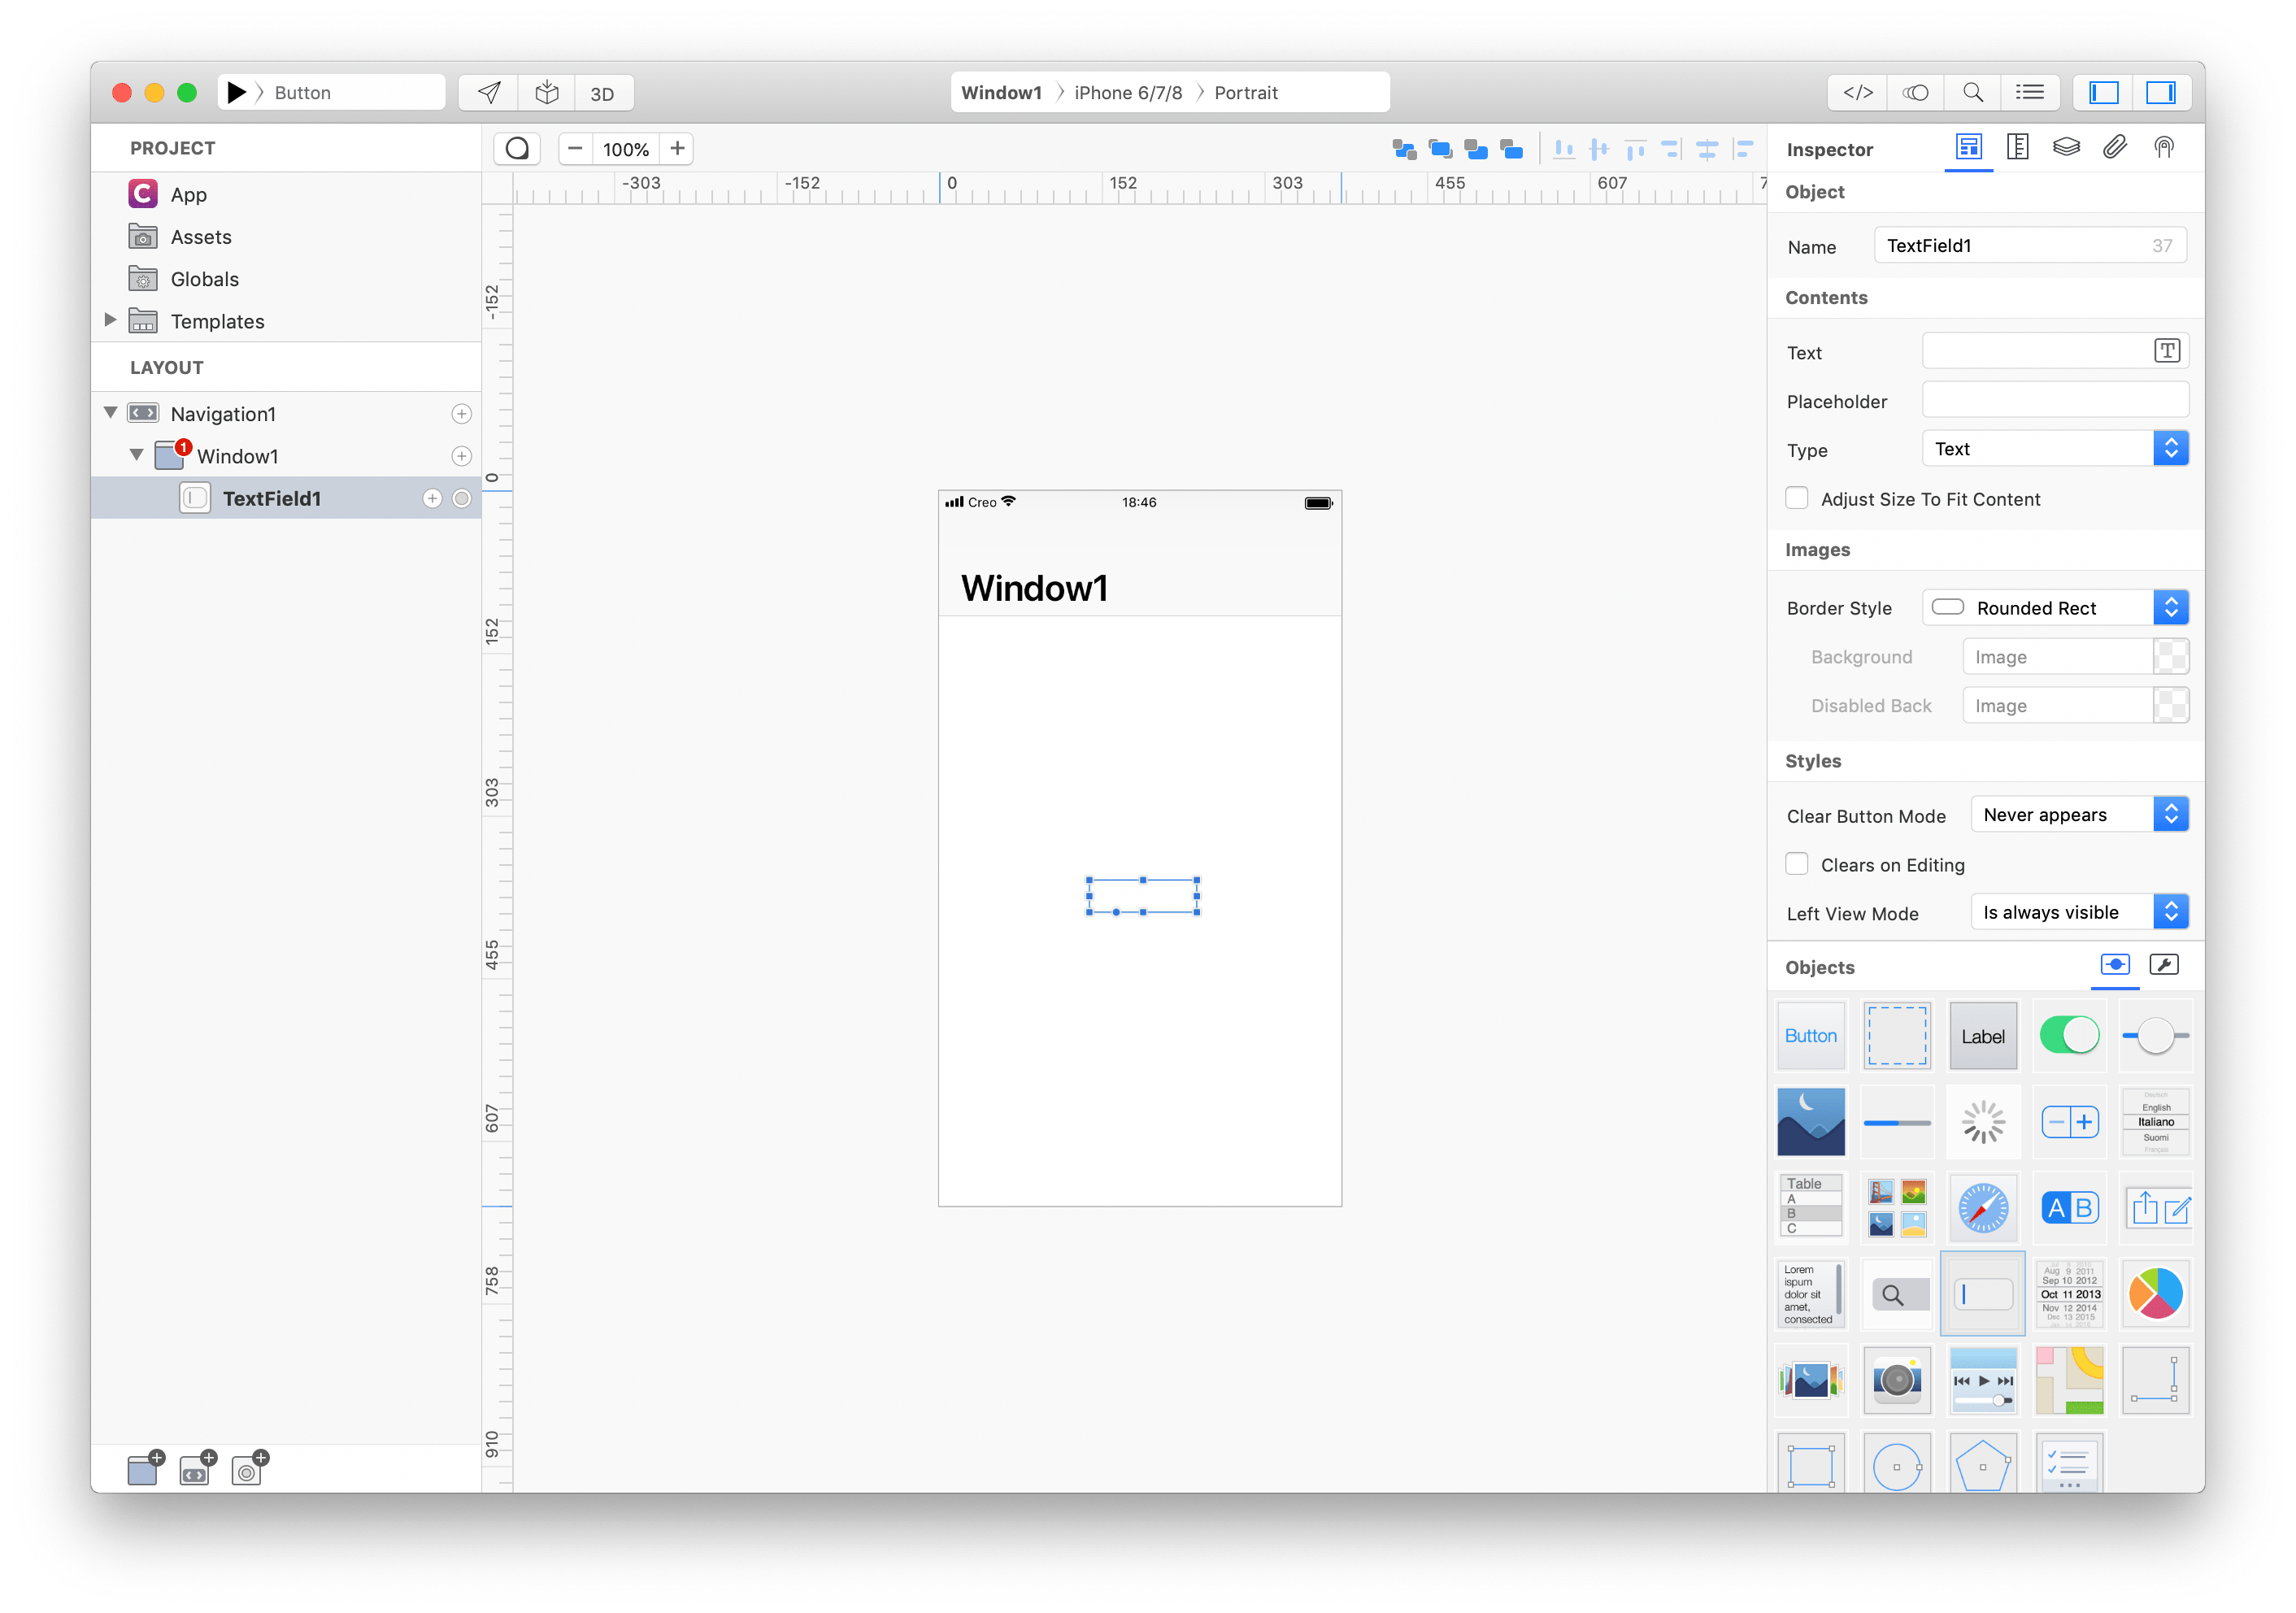 Button
3D
Window1 iPhone 6/7/8 Portrait
</>
PROJECT
App
Assets
Globals
Templates
LAYOUT
Navigation1
1
Window1
TextField1
100%
-303 -152 0 152 303 455 607
-152
0
152
303
455
607
758
910
Creo 18:46
Window1
Inspector
Object
Name TextField1 37
Contents
Text T
Placeholder
Type Text
Adjust Size To Fit Content
Images
Border Style Rounded Rect
Background Image
Disabled Back Image
Styles
Clear Button Mode Never appears
Clears on Editing
Left View Mode Is always visible
Objects
Button Label
Deutsch
English
Italiano
Suomi
Français
Table
A
B
C
A B
Lorem
ispum
dolor sit
amet,
consected
Aug 9 2011
Sep 10 2012
Oct 11 2013
Nov 12 2014
Dec 13 2015